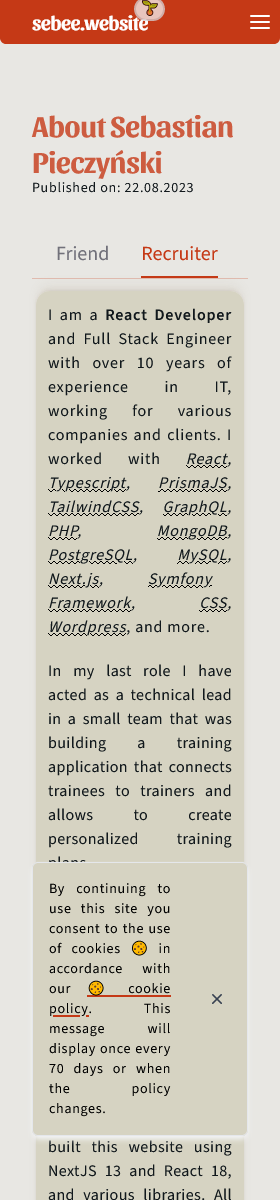 sebee.website
About Sebastian
Pieczyński
Published on: 22.08.2023
Friend Recruiter
I am a React Developer
and Full Stack Engineer
with over 10 years of
experience in IT,
working for various
companies and clients. I
worked with React,
Typescript, PrismaJS,
TailwindCSS, GraphQL,
PHP, MongoDB,
PostgreSQL, MySQL,
Next.js, Symfony
Framework, CSS,
Wordpress, and more.
In my last role I have
acted as a technical lead
in a small team that was
building a training
application that connects
trainees to trainers and
allows to create
personalized training
plans.
By continuing to
use this site you
consent to the use
of cookies 🍪 in
accordance with
our 🍪 cookie
policy. This
message will
display once every
70 days or when
the policy
changes.
built this website using
NextJS 13 and React 18,
and various libraries. All